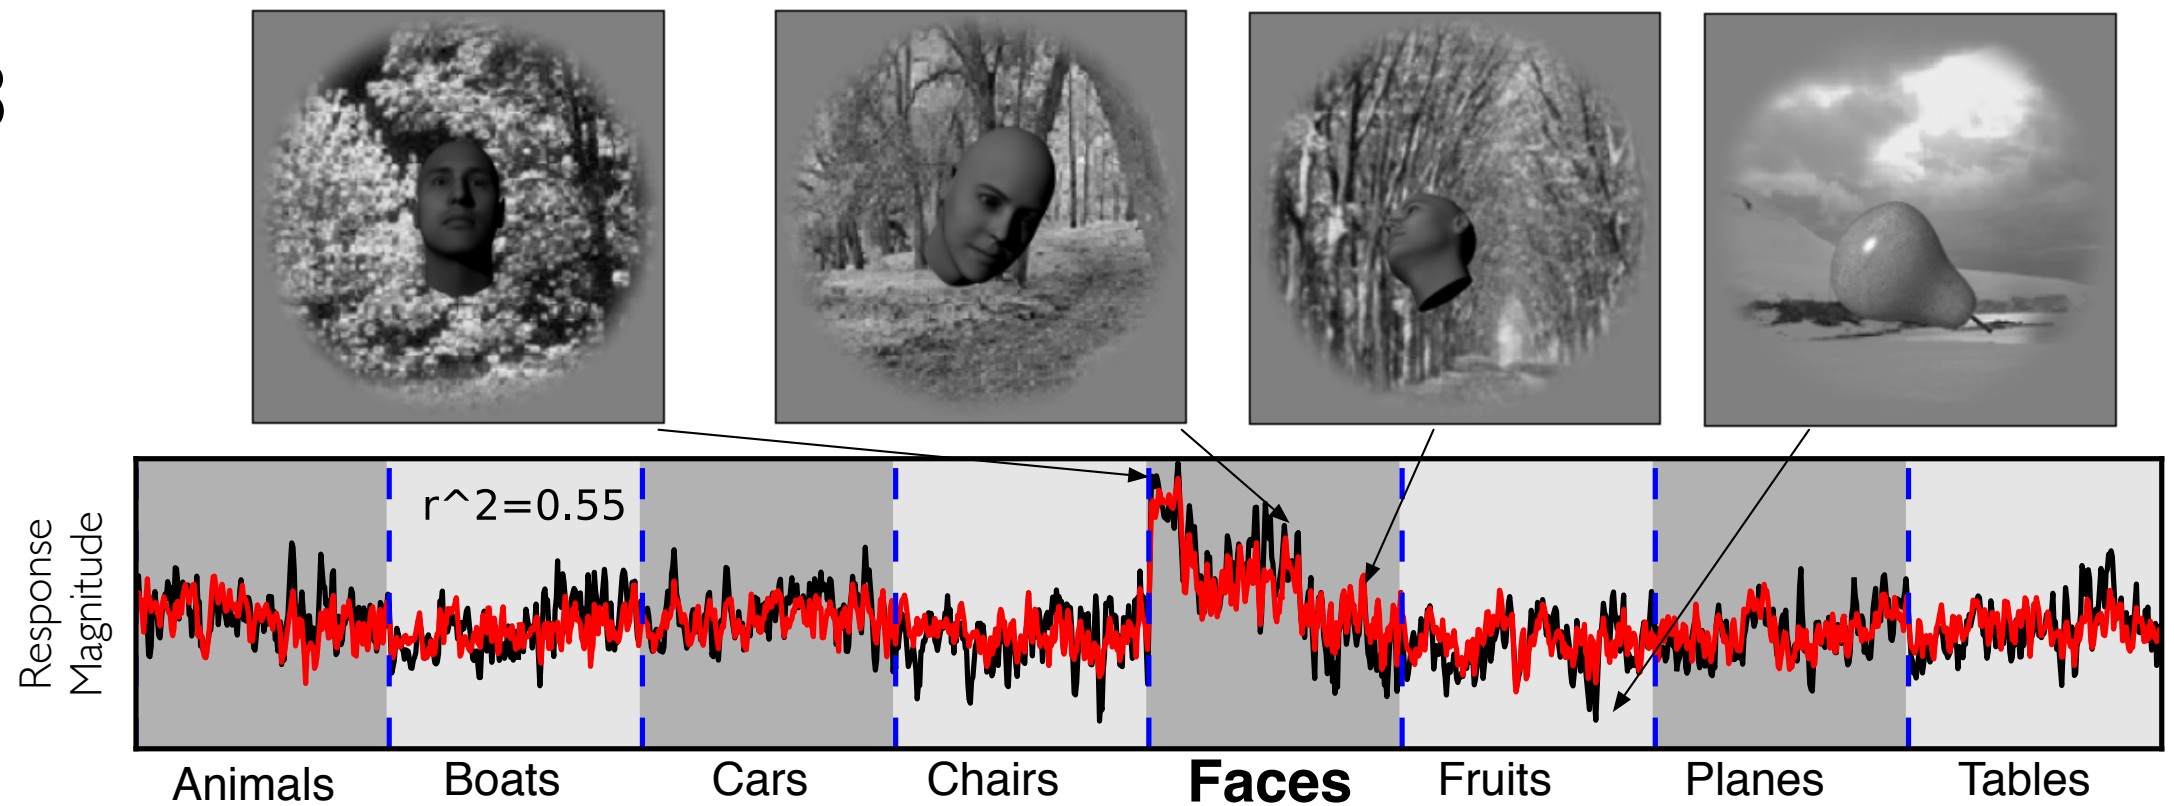 r^2=0.55
Response
Magnitude
Animals Boats Cars Chairs Faces Fruits Planes Tables